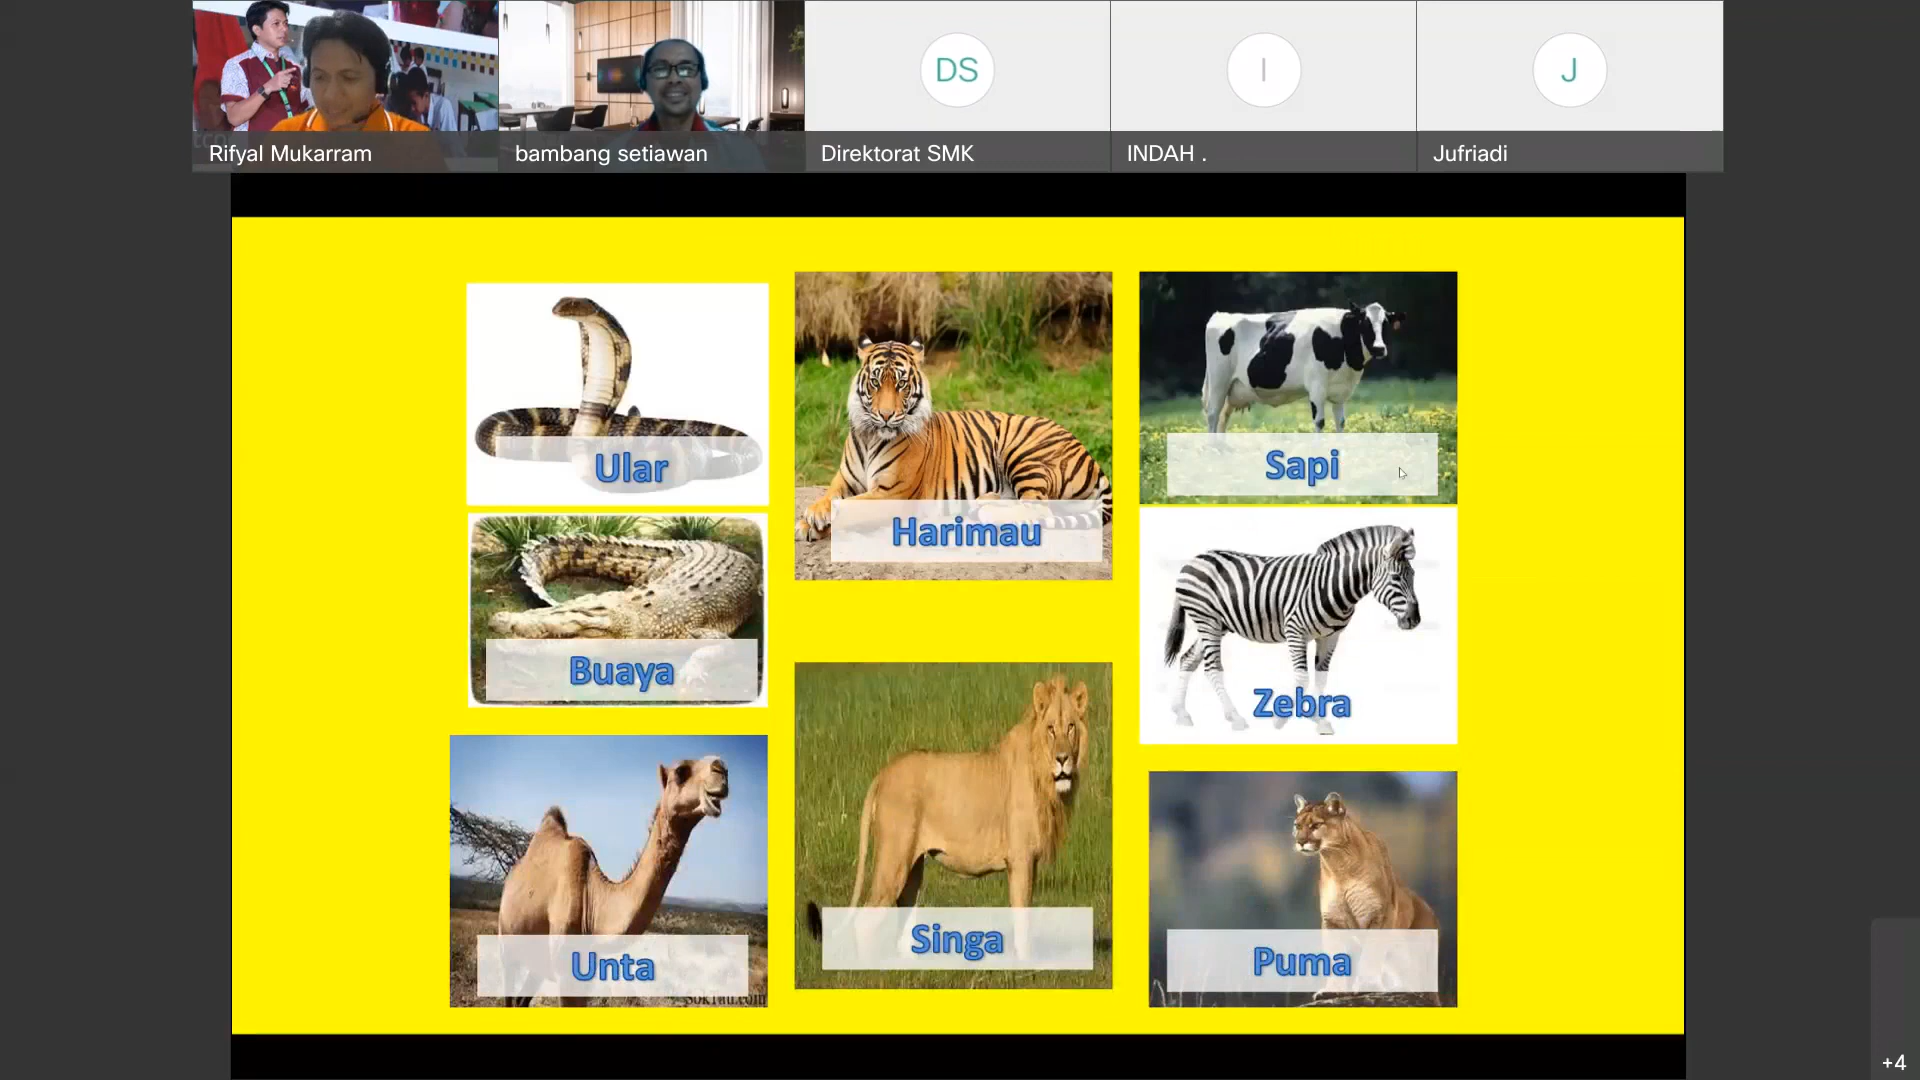 Rifyal Mukarram
bambang setiawan
DS
Direktorat SMK
I
INDAH .
J
Jufriadi
Ular
Harimau
Sapi
Buaya
Zebra
Unta
Singa
Puma
+4